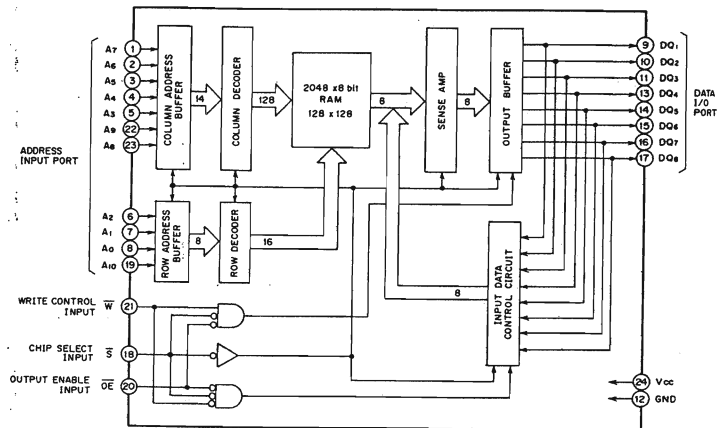 ADDRESS
INPUT PORT
A7 1
A6 2
A5 3
A4 4
A3 5
A9 22
A8 23
A2 6
A1 7
A0 8
A10 19
WRITE CONTROL
INPUT
W 21
CHIP SELECT
INPUT
S 18
OUTPUT ENABLE
INPUT
OE 20
COLUMN ADDRESS
BUFFER
14
COLUMN DECODER
128
2048 x8 bit
RAM
128 x 128
8
SENSE AMP
8
OUTPUT BUFFER
ROW ADDRESS
BUFFER
8
ROW DECODER
16
8
INPUT DATA
CONTROL CIRCUIT
9 DQ1
10 DQ2
11 DQ3
13 DQ4
14 DQ5
15 DQ6
16 DQ7
17 DQ8
DATA
I/O
PORT
24 Vcc
12 GND